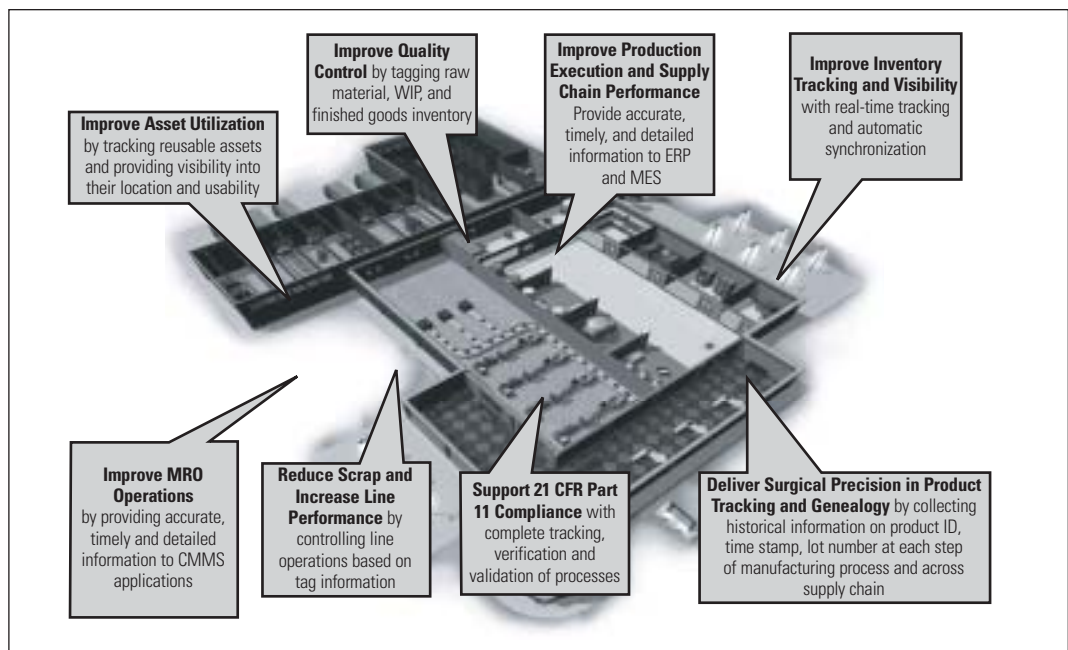 Improve Quality
Control by tagging raw
material, WIP, and
finished goods inventory
Improve Production
Execution and Supply
Chain Performance
Provide accurate,
timely, and detailed
information to ERP
and MES
Improve Inventory
Tracking and Visibility
with real-time tracking
and automatic
synchronization
Improve Asset Utilization
by tracking reusable assets
and providing visibility into
their location and usability
Improve MRO
Operations
by providing accurate,
timely and detailed
information to CMMS
applications
Reduce Scrap and
Increase Line
Performance by
controlling line
operations based on
tag information
Support 21 CFR Part
11 Compliance with
complete tracking,
verification and
validation of processes
Deliver Surgical Precision in Product
Tracking and Genealogy by collecting
historical information on product ID,
time stamp, lot number at each step
of manufacturing process and across
supply chain